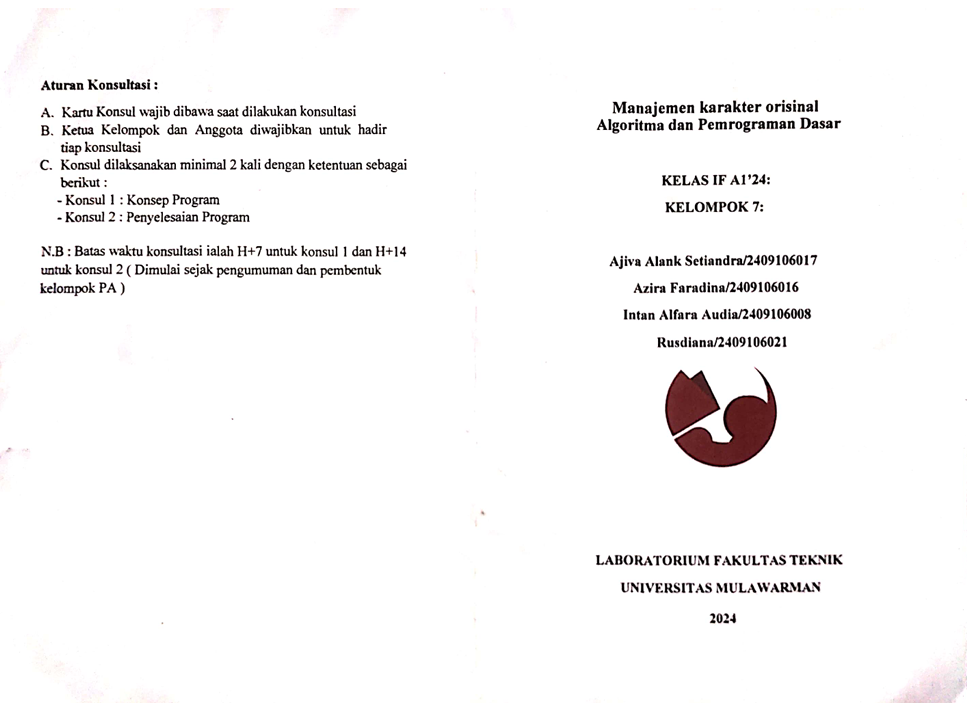 Aturan Konsultasi :
A. Kartu Konsul wajib dibawa saat dilakukan konsultasi
B. Ketua Kelompok dan Anggota diwajibkan untuk hadir
tiap konsultasi
C. Konsul dilaksanakan minimal 2 kali dengan ketentuan sebagai
berikut :
- Konsul 1 : Konsep Program
- Konsul 2 : Penyelesaian Program
N.B : Batas waktu konsultasi ialah H+7 untuk konsul 1 dan H+14
untuk konsul 2 ( Dimulai sejak pengumuman dan pembentuk
kelompok PA )
Manajemen karakter orisinal
Algoritma dan Pemrograman Dasar
KELAS IF A1'24:
KELOMPOK 7:
Ajiva Alank Setiandra/2409106017
Azira Faradina/2409106016
Intan Alfara Audia/2409106008
Rusdiana/2409106021
LABORATORIUM FAKULTAS TEKNIK
UNIVERSITAS MULAWARMAN
2024